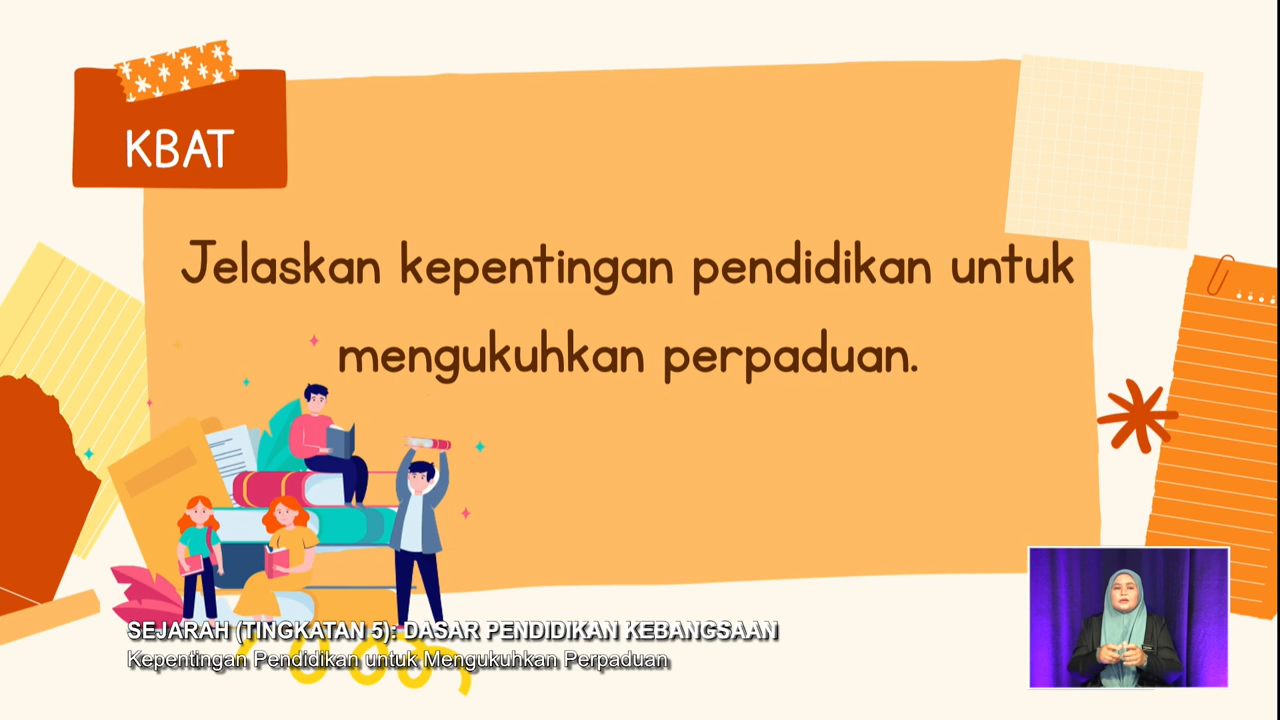 KBAT
Jelaskan kepentingan pendidikan untuk
mengukuhkan perpaduan.
SEJARAH (TINGKATAN 5): DASAR PENDIDIKAN KEBANGSAAN
Kepentingan Pendidikan untuk Mengukuhkan Perpaduan